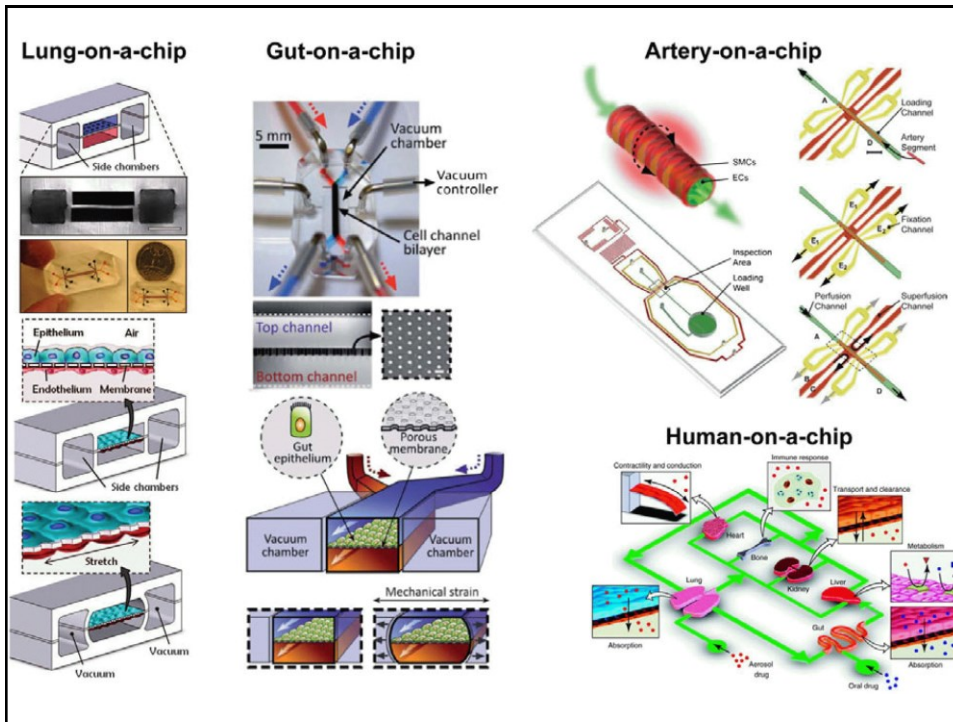 Lung-on-a-chip
Side chambers
Epithelium
Air
Endothelium
Membrane
Side chambers
Stretch
Vacuum
Vacuum
Gut-on-a-chip
5 mm
Vacuum
chamber
Vacuum
controller
Cell channel
bilayer
Top channel
Bottom channel
Gut
epithelium
Porous
membrane
Vacuum
chamber
Vacuum
chamber
Mechanical strain
Artery-on-a-chip
SMCs
ECs
Inspection
Area
Loading
Well
A
Loading
Channel
D
Artery
Segment
E₁
E₁
E₂
E₂
Fixation
Channel
Perfusion
Channel
Superfusion
Channel
A
B
C
D
Human-on-a-chip
Contractility and conduction
Immune response
Transport and clearance
Heart
Bone
Metabolism
Lung
Kidney
Liver
Gut
Absorption
Absorption
Aerosol
drug
Oral drug